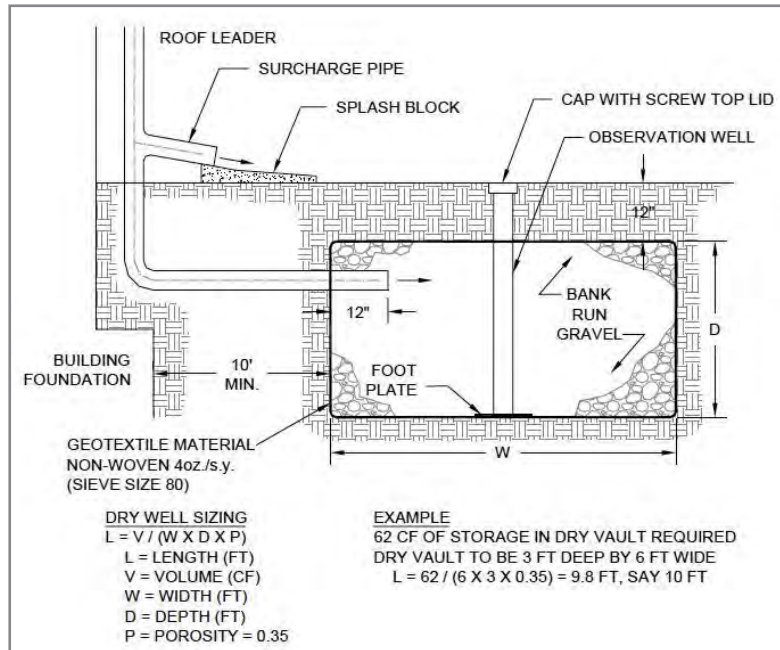 ROOF LEADER
SURCHARGE PIPE
SPLASH BLOCK
CAP WITH SCREW TOP LID
OBSERVATION WELL
12"
BANK
RUN
GRAVEL
D
12"
BUILDING
FOUNDATION
10'
MIN.
FOOT
PLATE
GEOTEXTILE MATERIAL
NON-WOVEN 4oz./s.y.
(SIEVE SIZE 80)
W
DRY WELL SIZING
L = V / (W X D X P)
L = LENGTH (FT)
V = VOLUME (CF)
W = WIDTH (FT)
D = DEPTH (FT)
P = POROSITY = 0.35
EXAMPLE
62 CF OF STORAGE IN DRY VAULT REQUIRED
DRY VAULT TO BE 3 FT DEEP BY 6 FT WIDE
L = 62 / (6 X 3 X 0.35) = 9.8 FT, SAY 10 FT